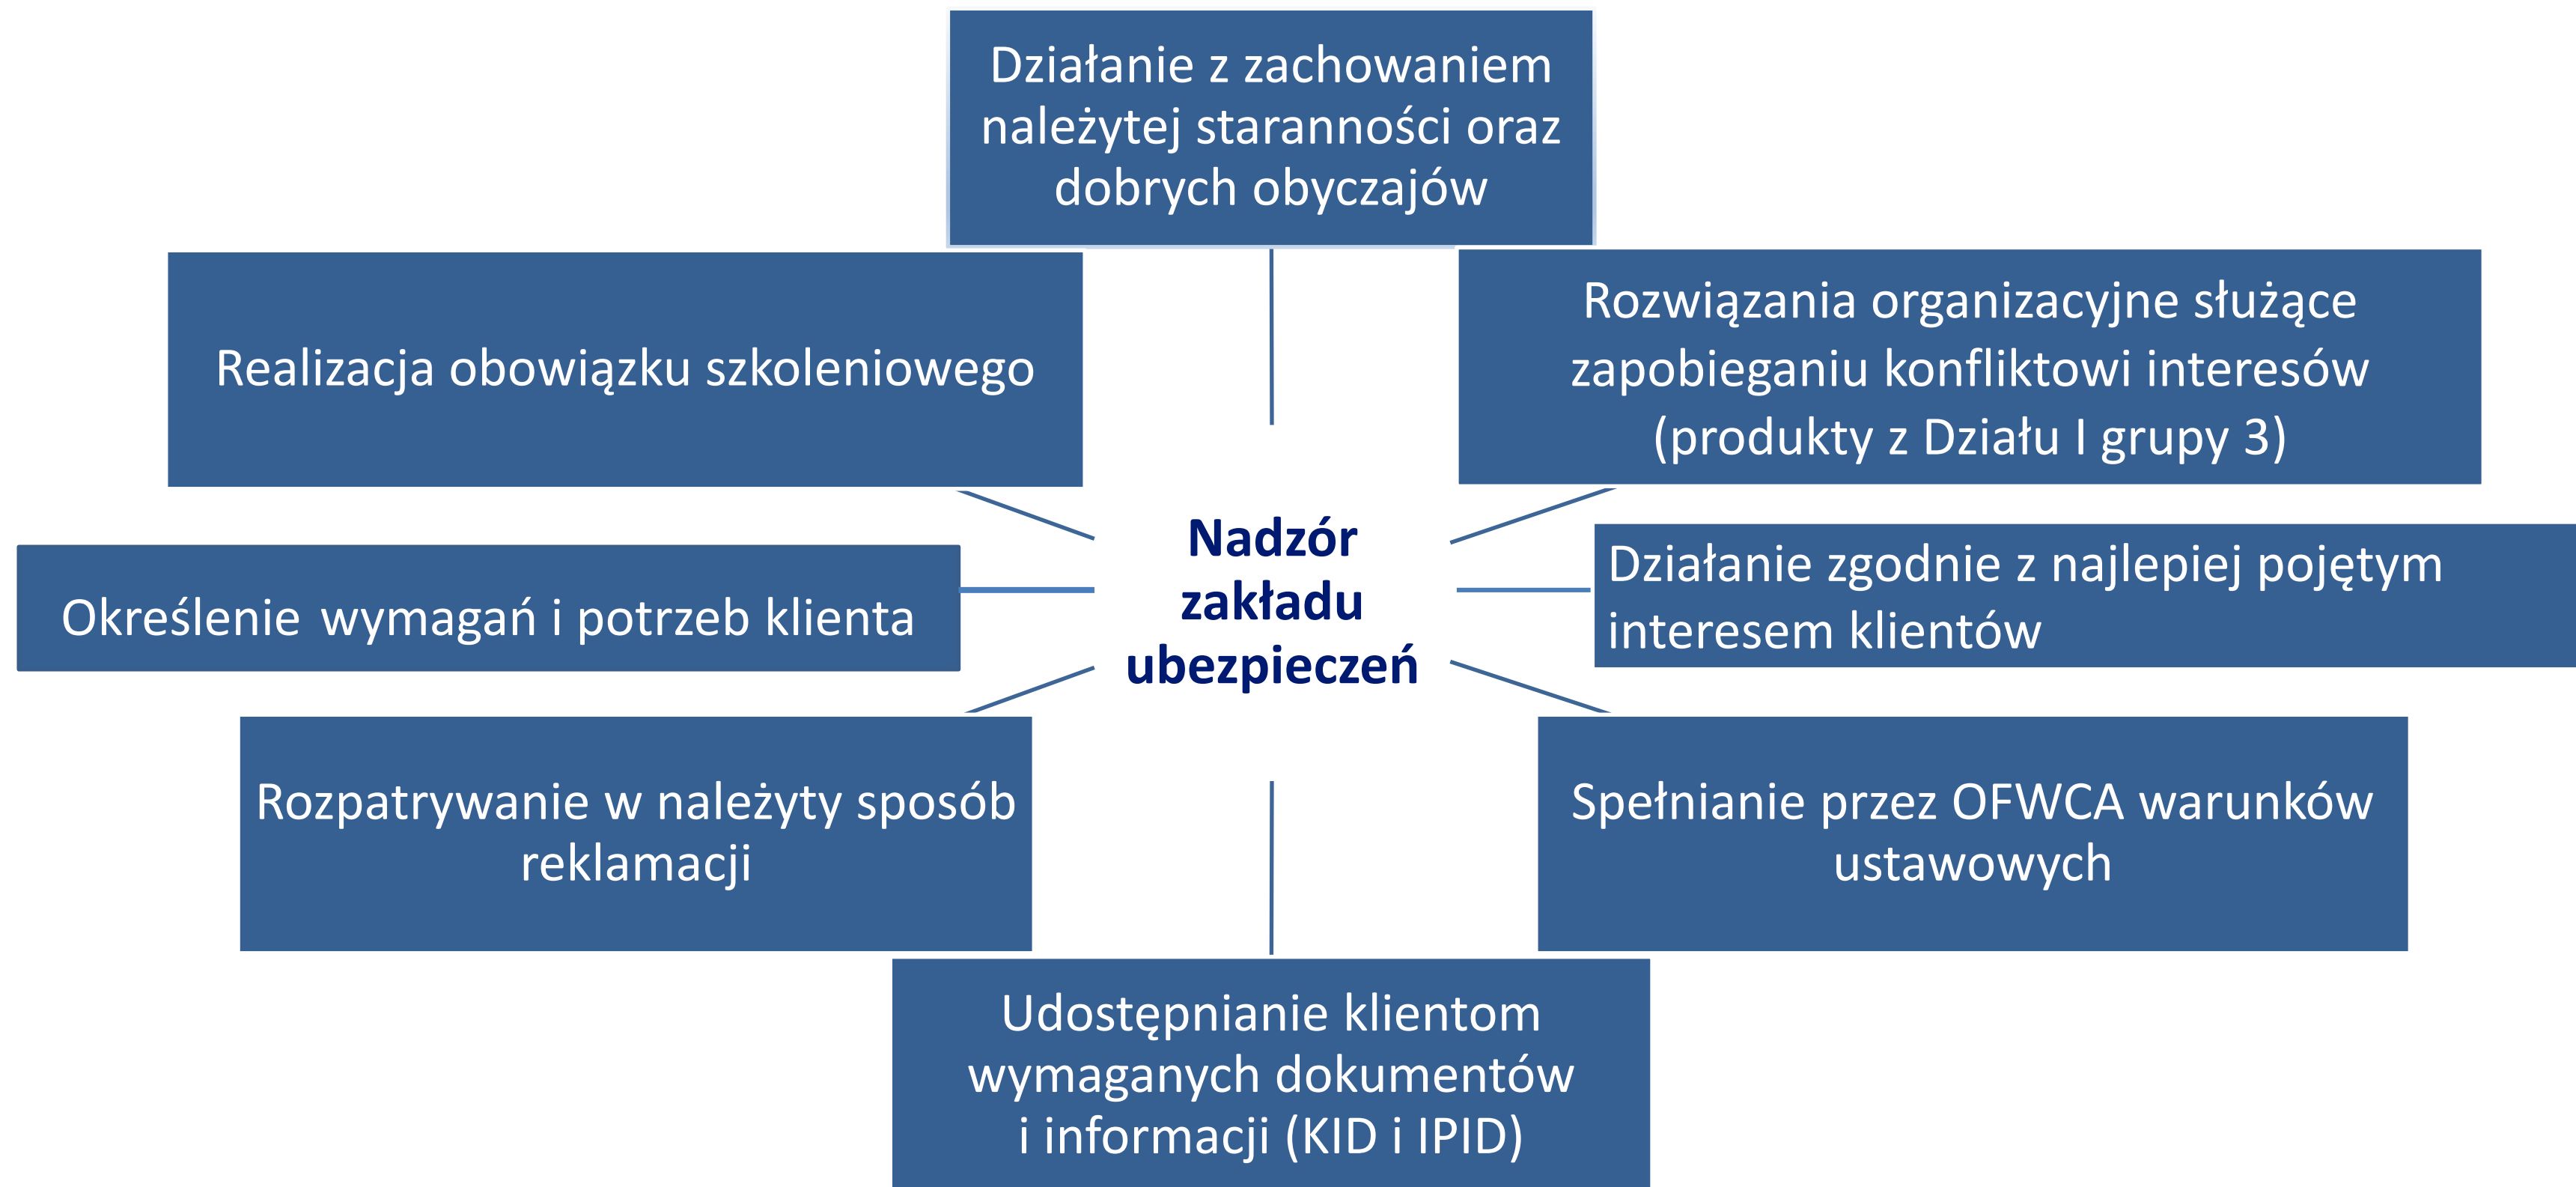 Działanie z zachowaniem
należytej staranności oraz
dobrych obyczajów
Realizacja obowiązku szkoleniowego
Rozwiązania organizacyjne służące
zapobieganiu konfliktowi interesów
(produkty z Działu I grupy 3)
Określenie wymagań i potrzeb klienta
Nadzór
zakładu
ubezpieczeń
Działanie zgodnie z najlepiej pojętym
interesem klientów
Rozpatrywanie w należyty sposób
reklamacji
Spełnianie przez OFWCA warunków
ustawowych
Udostępnianie klientom
wymaganych dokumentów
i informacji (KID i IPID)